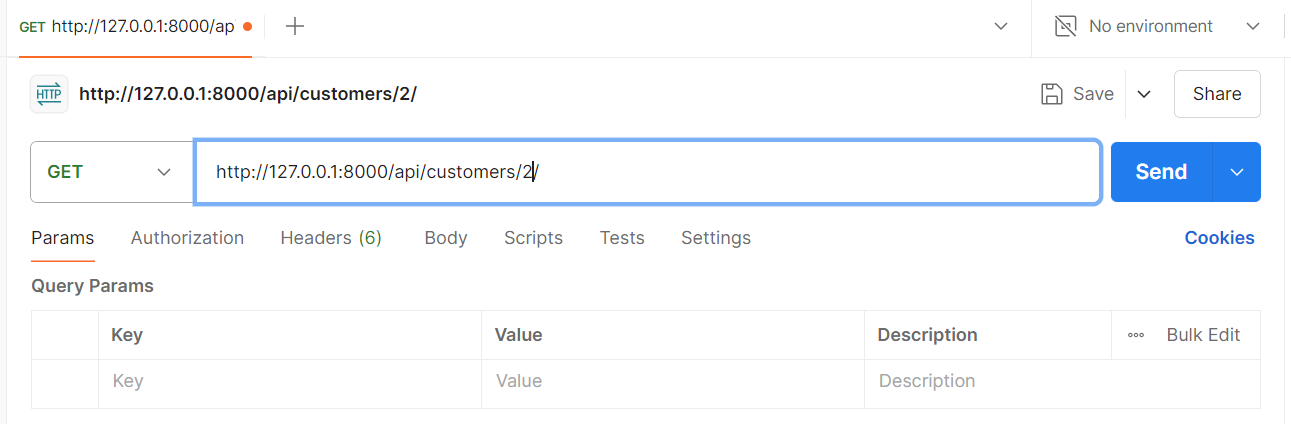 GET http://127.0.0.1:8000/ap No environment
HTTP http://127.0.0.1:8000/api/customers/2/ Save Share
GET http://127.0.0.1:8000/api/customers/2/ Send
Params Authorization Headers (6) Body Scripts Tests Settings Cookies
Query Params
Key Value Description Bulk Edit
Key Value Description